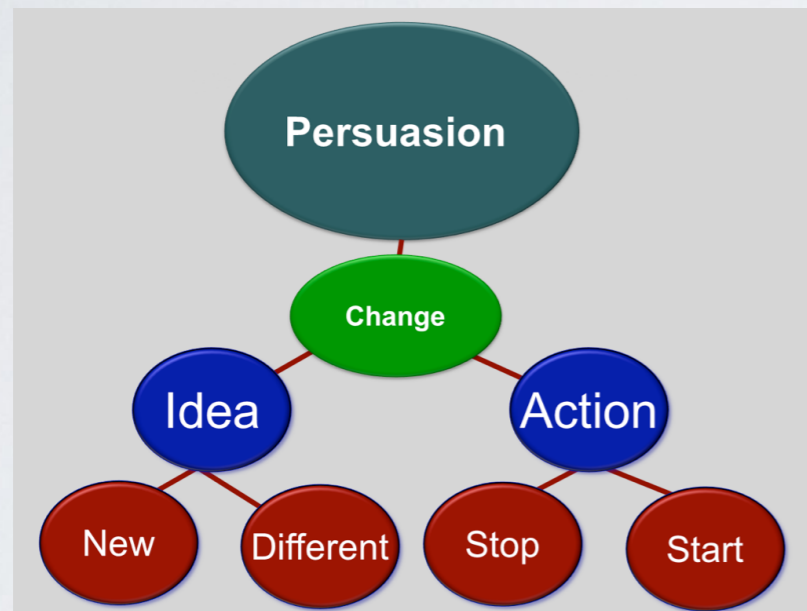 Persuasion
Change
Idea
Action
New
Different
Stop
Start